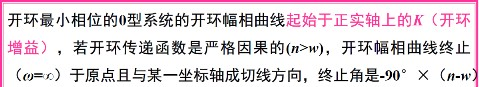 开环最小相位的0型系统的开环幅相曲线起始于正实轴上的K（开环
增益），若开环传递函数是严格因果的(n>w)，开环幅相曲线终止
（ω=∞）于原点且与某一坐标轴成切线方向，终止角是-90°×（n-w）